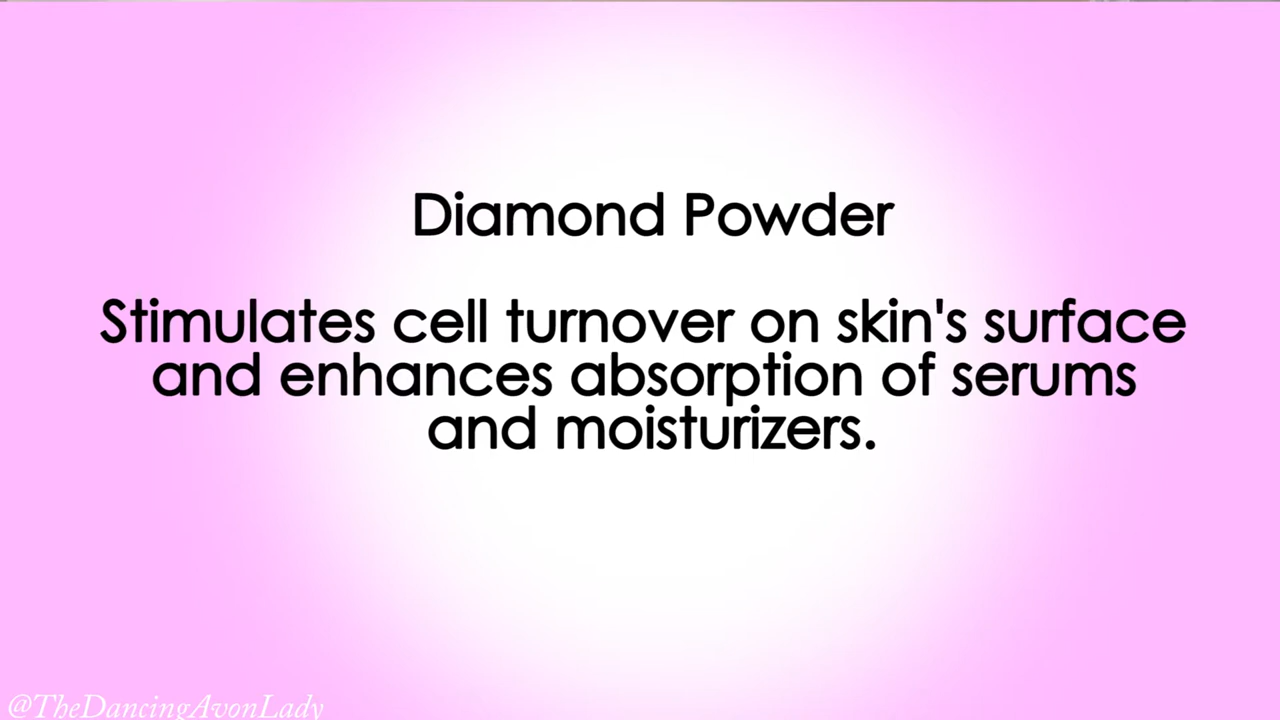 Diamond Powder
Stimulates cell turnover on skin's surface
and enhances absorption of serums
and moisturizers.
@TheDancingAvonLady